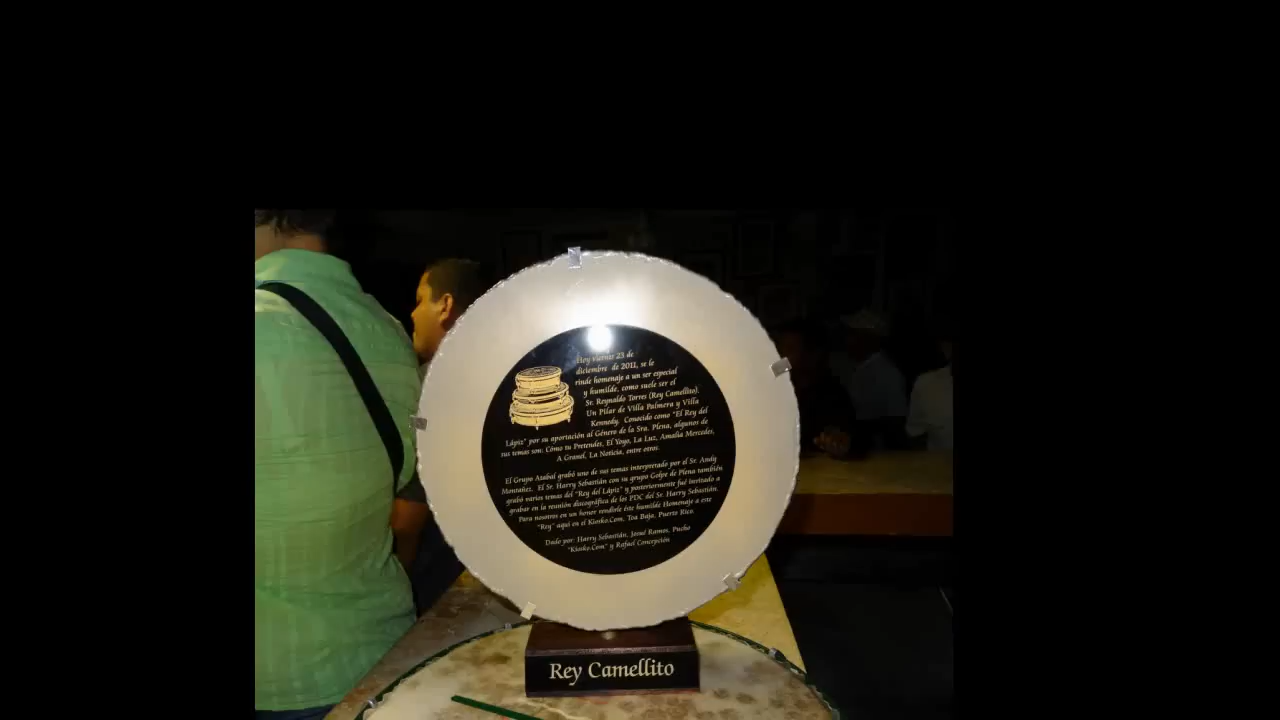 Hoy viernes 23 de
diciembre de 2011, se le
rinde homenaje a un ser especial
y humilde, como suele ser el
Sr. Reynaldo Torres (Rey Camellito).
Un Pilar de Villa Palmera y Villa
Kennedy. Conocido como "El Rey del
Lápiz" por su aportación al Género de la Sra. Plena, algunos de
sus temas son: Cómo tu Pretendes, El Yoyo, La Luz, Amalia Mercedes,
A Granel, La Noticia, entre otros.
El Grupo Atabal grabó uno de sus temas interpretado por el Sr. Andy
Montañez. El Sr. Harry Sebastián con su grupo Golpe de Plena también
grabó varios temas del "Rey del Lápiz" y posteriormente fué invitado a
grabar en la reunión discográfica de los PDC del Sr. Harry Sebastián.
Para nosotros en un honor rendirle éste humilde Homenaje a este
"Rey" aquí en el Kiosko.Com, Toa Baja, Puerto Rico.
Dado por: Harry Sebastián, Josué Ramos, Pucho
"Kiosko.Com" y Rafael Concepción
Rey Camellito